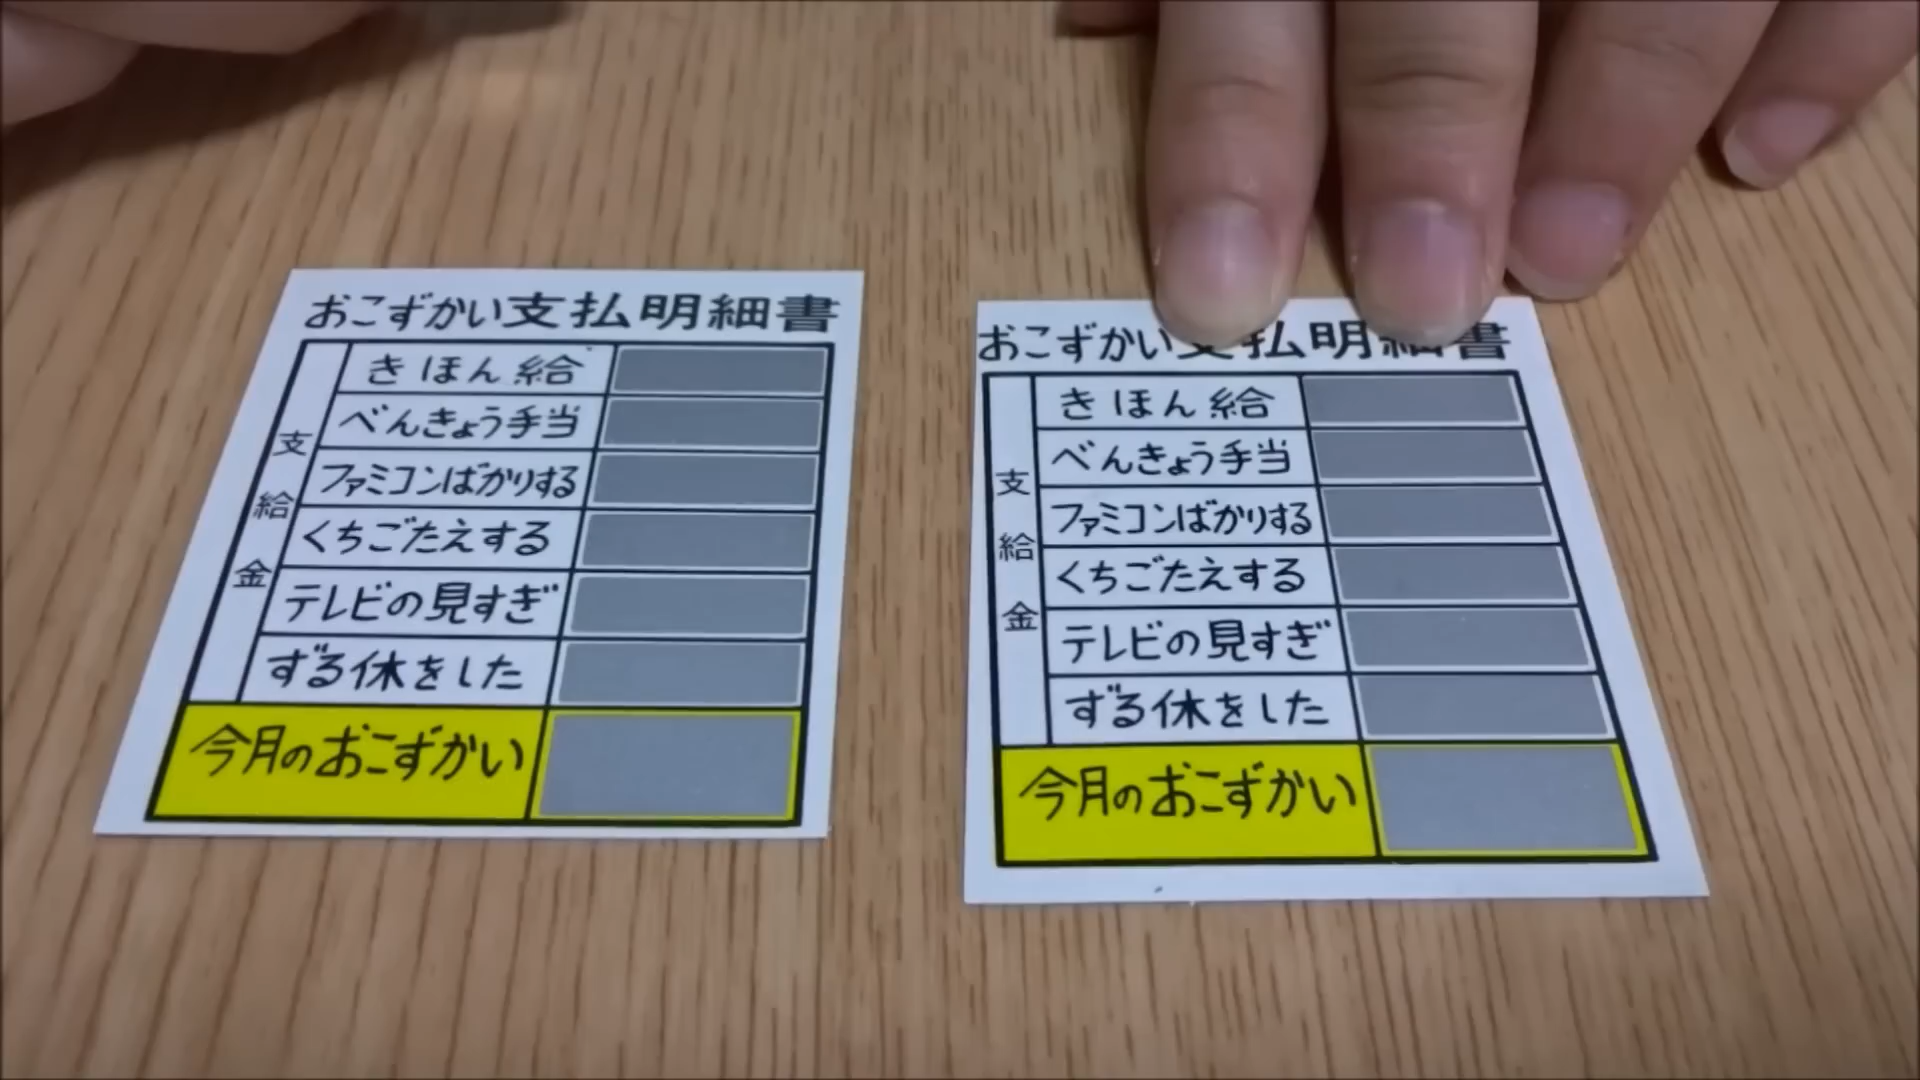 おこずかい支払明細書
支給金
きほん給
べんきょう手当
ファミコンばかりする
くちごたえする
テレビの見すぎ
ずる休をした
今月のおこずかい
おこずかい支払明細書
支給金
きほん給
べんきょう手当
ファミコンばかりする
くちごたえする
テレビの見すぎ
ずる休をした
今月のおこずかい